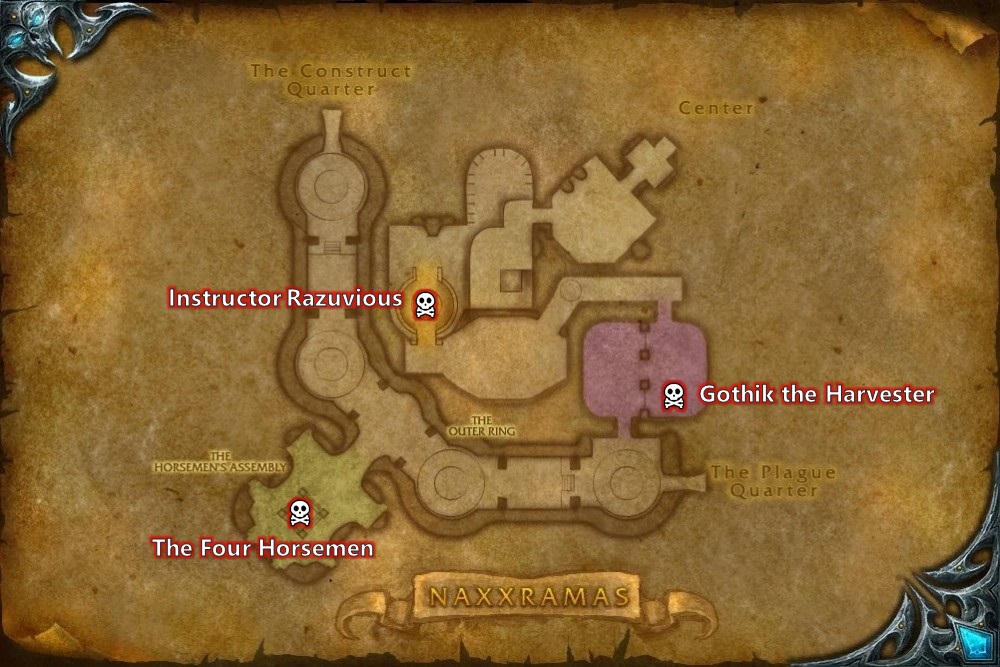 The Construct
Quarter
Center
Instructor Razuvious
Gothik the Harvester
THE
OUTER RING
THE
HORSEMEN'S ASSEMBLY
The Plague
Quarter
The Four Horsemen
NAXXRAMAS